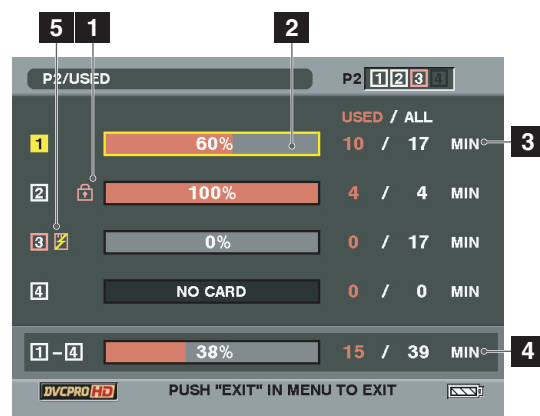 5 1 2
P2/USED P2 1 2 3 4
USED / ALL
1 60% 10 / 17 MIN 3
2 100% 4 / 4 MIN
3 0% 0 / 17 MIN
4 NO CARD 0 / 0 MIN
1-4 38% 15 / 39 MIN 4
DVCPRO HD PUSH "EXIT" IN MENU TO EXIT